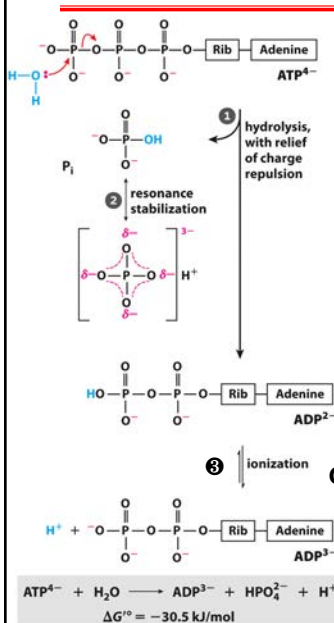 O O O
⁻O—P—O—P—O—P—O— Rib Adenine
O⁻ O⁻ O⁻
ATP⁴⁻
H—O:
H
1
hydrolysis,
with relief
of charge
repulsion
O
⁻O—P—OH
O⁻
Pᵢ
2 resonance
stabilization
δ⁻ 3⁻
O
δ⁻O—P—O δ⁻ H⁺
O
δ⁻
O O
HO—P—O—P—O— Rib Adenine
O⁻ O⁻
ADP²⁻
❸ ionization
O O
H⁺ + ⁻O—P—O—P—O— Rib Adenine
O⁻ O⁻
ADP³⁻
ATP⁴⁻ + H₂O ⟶ ADP³⁻ + HPO₄²⁻ + H⁺
ΔG′° = −30.5 kJ/mol